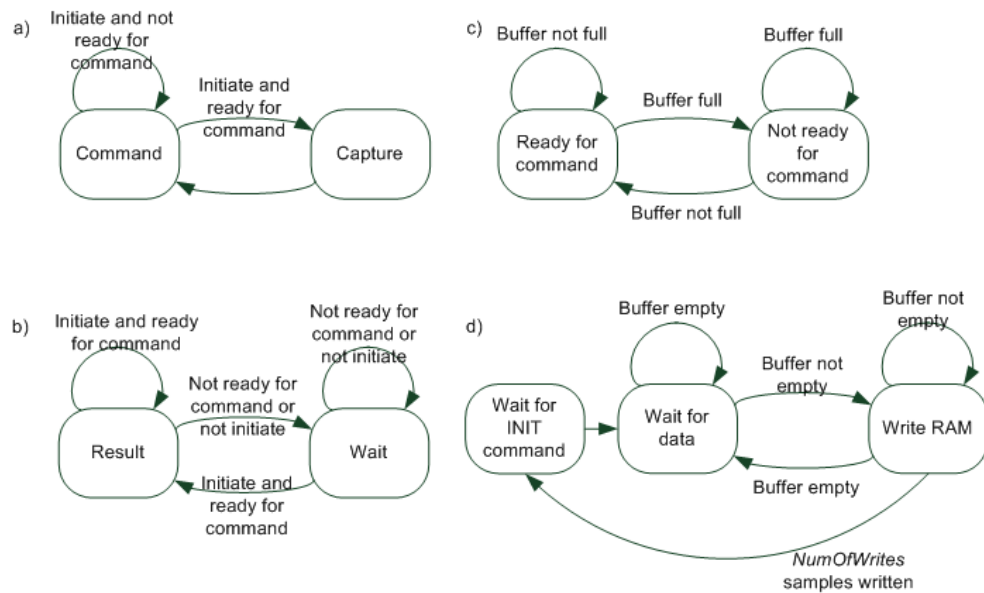 a)
Initiate and not
ready for
command
Initiate and
ready for
command
Command
Capture
c)
Buffer not full
Buffer full
Buffer full
Ready for
command
Not ready
for
command
Buffer not full
b)
Initiate and ready
for command
Not ready for
command or
not initiate
Not ready for
command or
not initiate
Result
Wait
Initiate and
ready for
command
d)
Buffer empty
Buffer not
empty
Buffer not
empty
Wait for
INIT
command
Wait for
data
Write RAM
Buffer empty
NumOfWrites
samples written